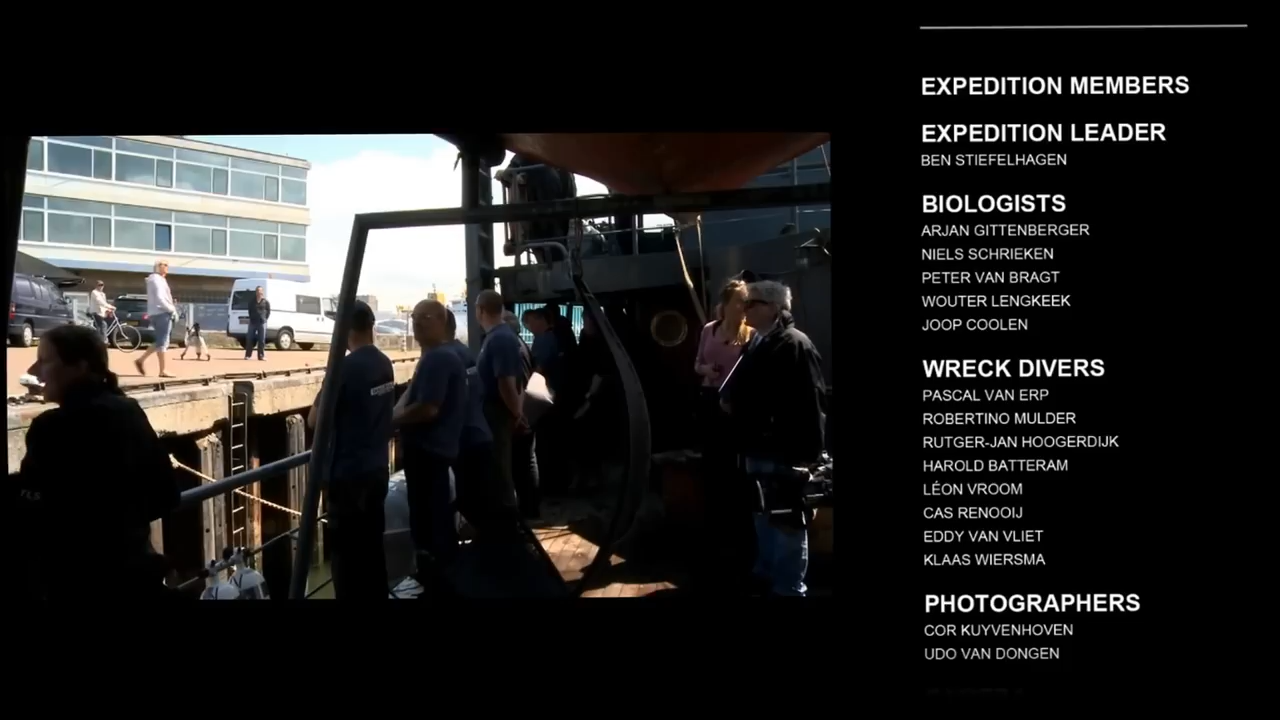 EXPEDITION MEMBERS
EXPEDITION LEADER
BEN STIEFELHAGEN
BIOLOGISTS
ARJAN GITTENBERGER
NIELS SCHRIEKEN
PETER VAN BRAGT
WOUTER LENGKEEK
JOOP COOLEN
WRECK DIVERS
PASCAL VAN ERP
ROBERTINO MULDER
RUTGER-JAN HOOGERDIJK
HAROLD BATTERAM
LÉON VROOM
CAS RENOOIJ
EDDY VAN VLIET
KLAAS WIERSMA
PHOTOGRAPHERS
COR KUYVENHOVEN
UDO VAN DONGEN